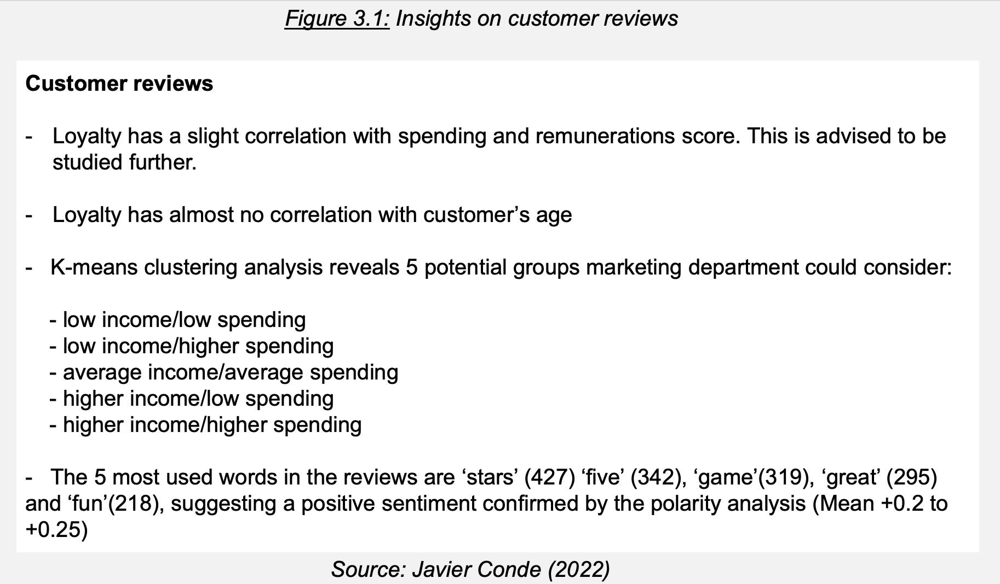 Figure 3.1: Insights on customer reviews
Customer reviews
- Loyalty has a slight correlation with spending and remunerations score. This is advised to be
studied further.
- Loyalty has almost no correlation with customer’s age
- K-means clustering analysis reveals 5 potential groups marketing department could consider:
- low income/low spending
- low income/higher spending
- average income/average spending
- higher income/low spending
- higher income/higher spending
- The 5 most used words in the reviews are ‘stars’ (427) ‘five’ (342), ‘game’(319), ‘great’ (295)
and ‘fun’(218), suggesting a positive sentiment confirmed by the polarity analysis (Mean +0.2 to
+0.25)
Source: Javier Conde (2022)